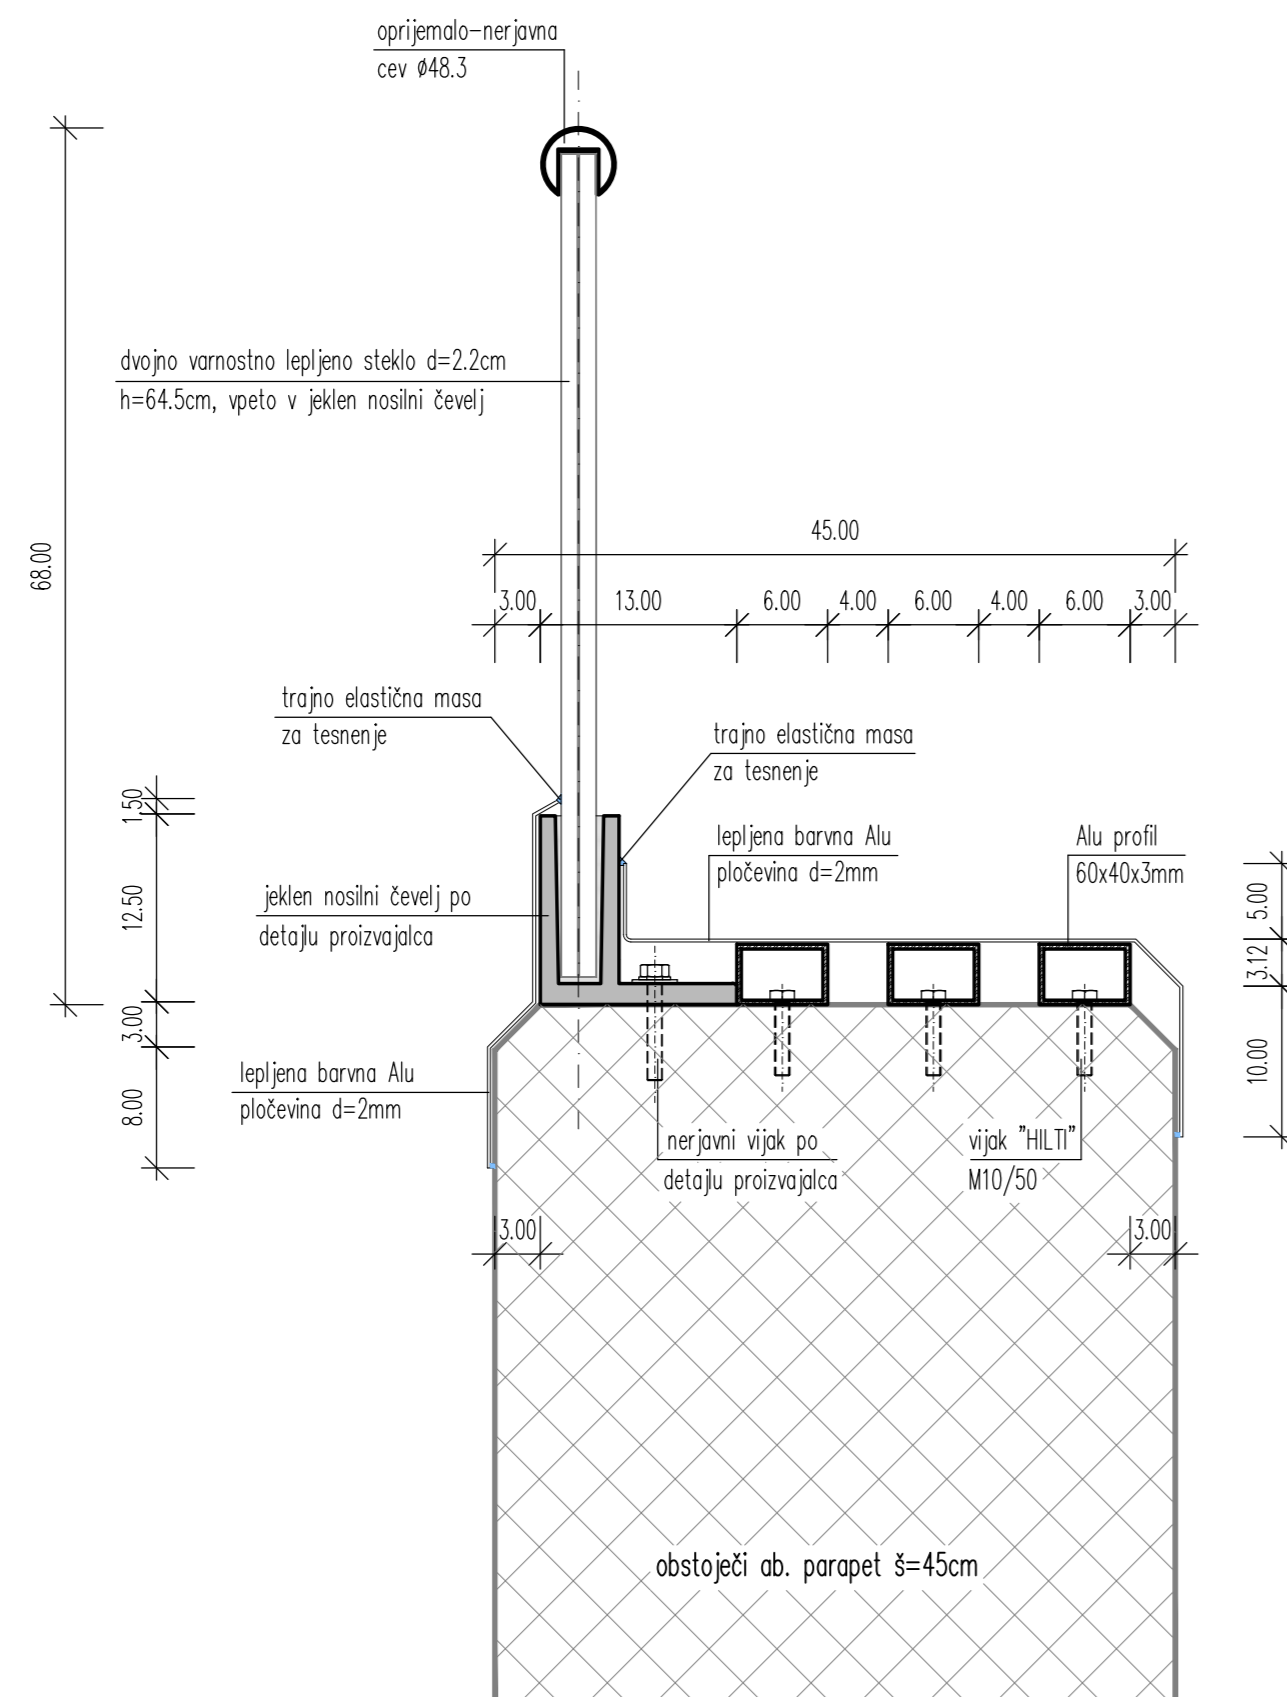 oprijemalo-nerjavna
cev ø48.3
dvojno varnostno lepljeno steklo d=2.2cm
h=64.5cm, vpeto v jeklen nosilni čevelj
68.00
45.00
3.00 13.00 6.00 4.00 6.00 4.00 6.00 3.00
trajno elastična masa
za tesnenje
trajno elastična masa
za tesnenje
lepljena barvna Alu
pločevina d=2mm
Alu profil
60x40x3mm
1.50
12.50
3.00
8.00
5.00
3.12
10.00
jeklen nosilni čevelj po
detajlu proizvajalca
lepljena barvna Alu
pločevina d=2mm
nerjavni vijak po
detajlu proizvajalca
vijak "HILTI"
M10/50
3.00
3.00
obstoječi ab. parapet š=45cm